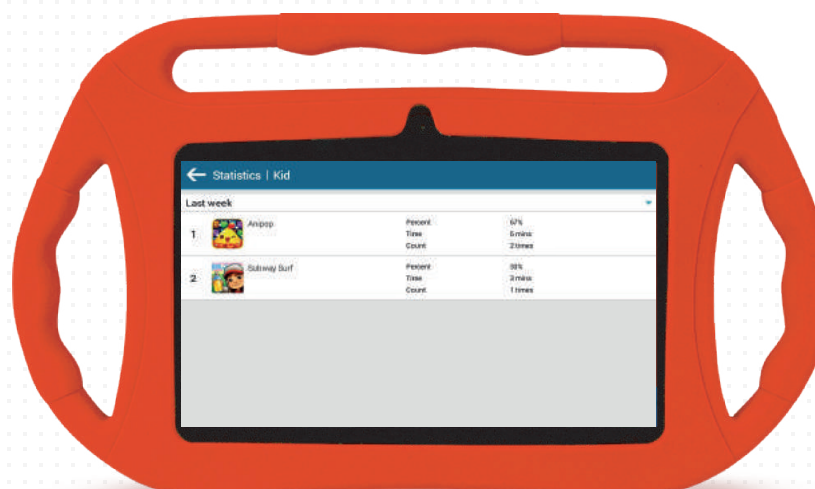 Statistics | Kid
Last week
1 Anipop Percent 67%
Time 6 mins
Count 2 times
2 Subway Surf Percent 33%
Time 3 mins
Count 1 times